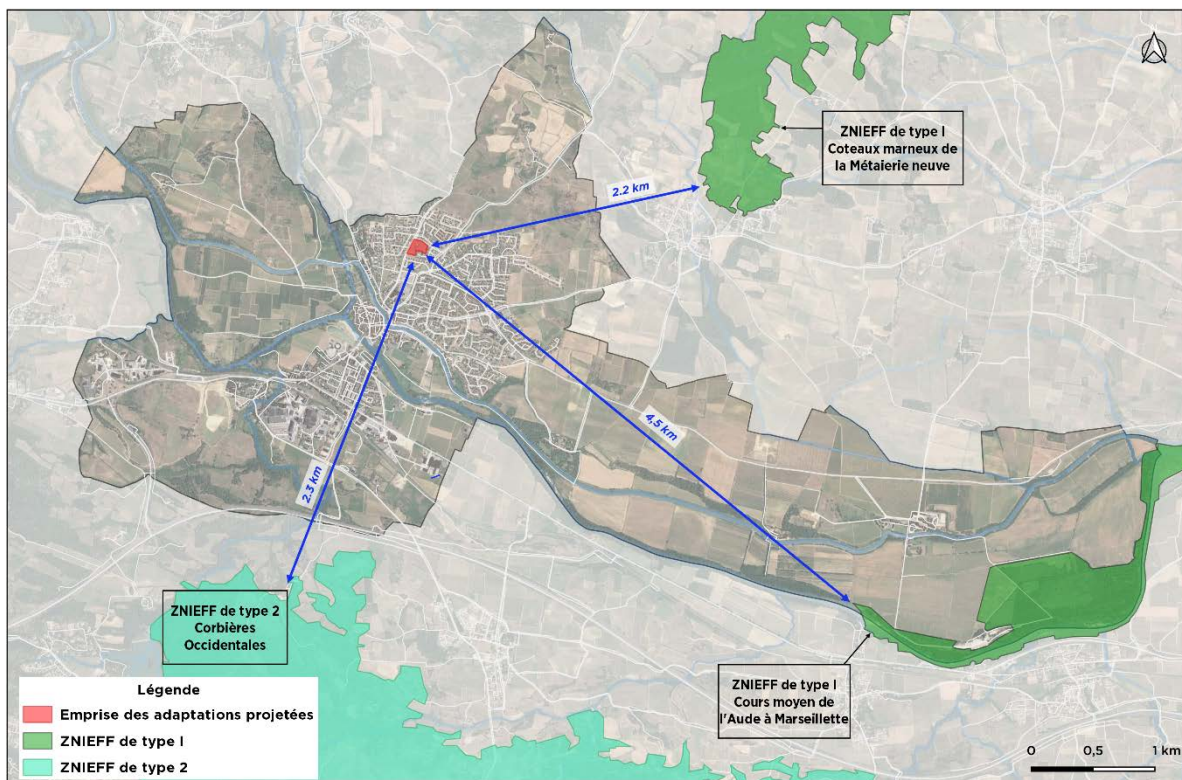 ZNIEFF de type I
Coteaux marneux de
la Métaierie neuve
2.2 km
4,5 km
2.3 km
ZNIEFF de type 2
Corbières
Occidentales
ZNIEFF de type I
Cours moyen de
l'Aude à Marseillette
Légende
Emprise des adaptations projetées
ZNIEFF de type I
ZNIEFF de type 2
0 0,5 1 km